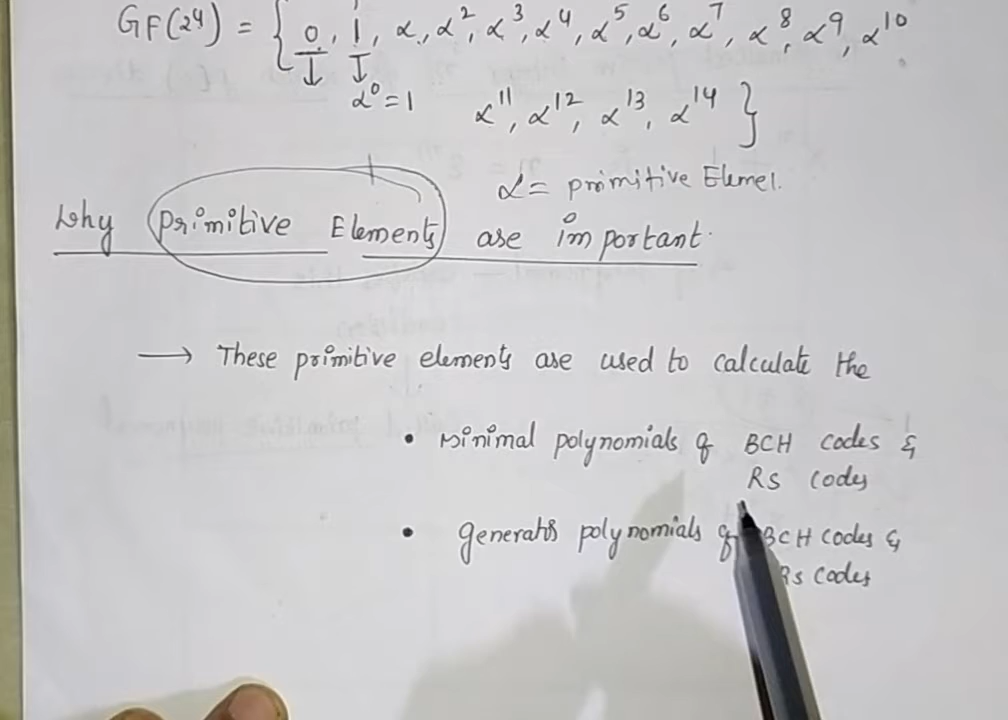 GF(2⁴) = { 0, 1, α, α², α³, α⁴, α⁵, α⁶, α⁷, α⁸, α⁹, α¹⁰
α⁰ = 1 α¹¹, α¹², α¹³, α¹⁴ }
α = primitive Elemet.
Why Primitive Elements are important.
→ These primitive elements are used to calculate the
• Minimal polynomials of BCH codes &
RS codes
• generators polynomials of BCH codes &
Rs codes